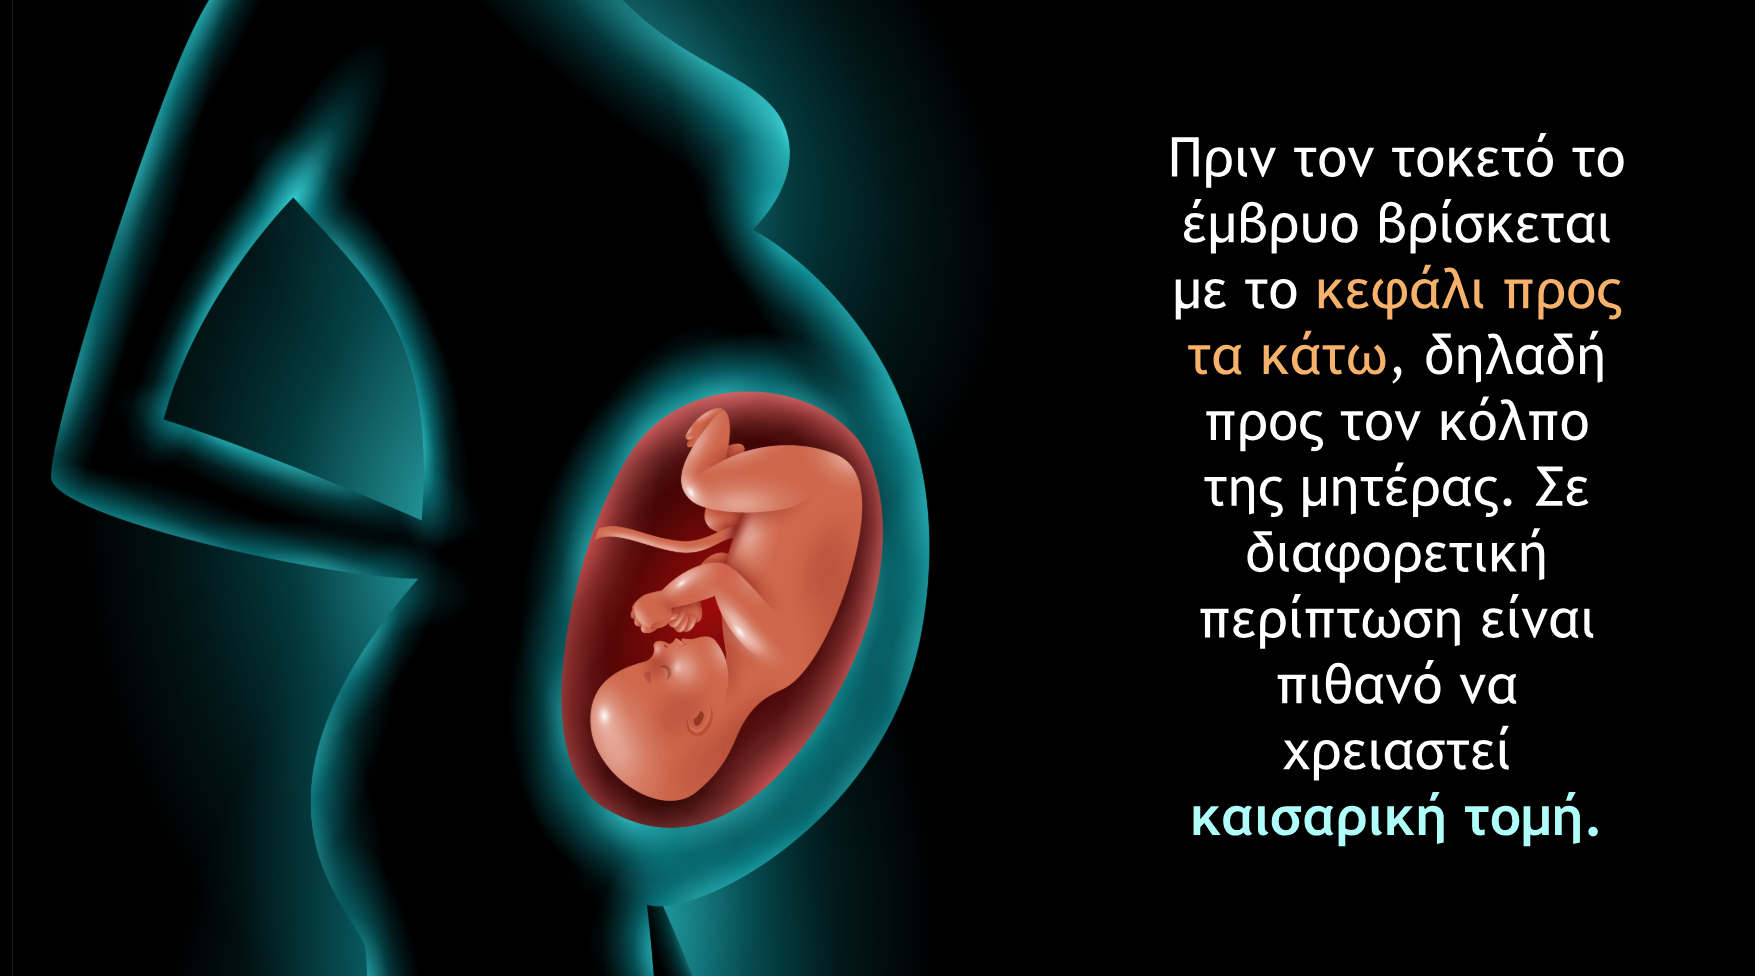 Πριν τον τοκετό το
έμβρυο βρίσκεται
με το κεφάλι προς
τα κάτω, δηλαδή
προς τον κόλπο
της μητέρας. Σε
διαφορετική
περίπτωση είναι
πιθανό να
χρειαστεί
καισαρική τομή.